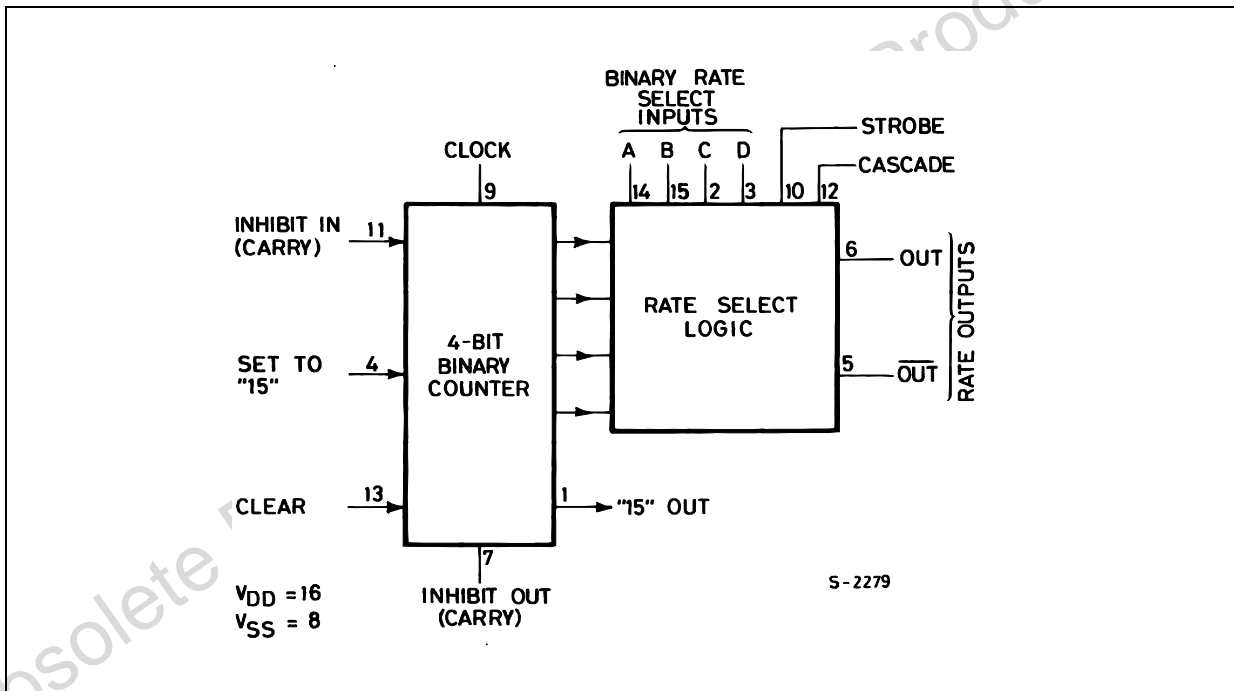 BINARY RATE
SELECT
INPUTS
A B C D
STROBE
CASCADE
CLOCK
9
14 15 2 3 10 12
INHIBIT IN
(CARRY)
11
6 OUT
RATE OUTPUTS
RATE SELECT
LOGIC
4-BIT
BINARY
COUNTER
SET TO
"15"
4
5 OUT
CLEAR
13
1 "15" OUT
7
INHIBIT OUT
(CARRY)
VDD = 16
VSS = 8
S-2279